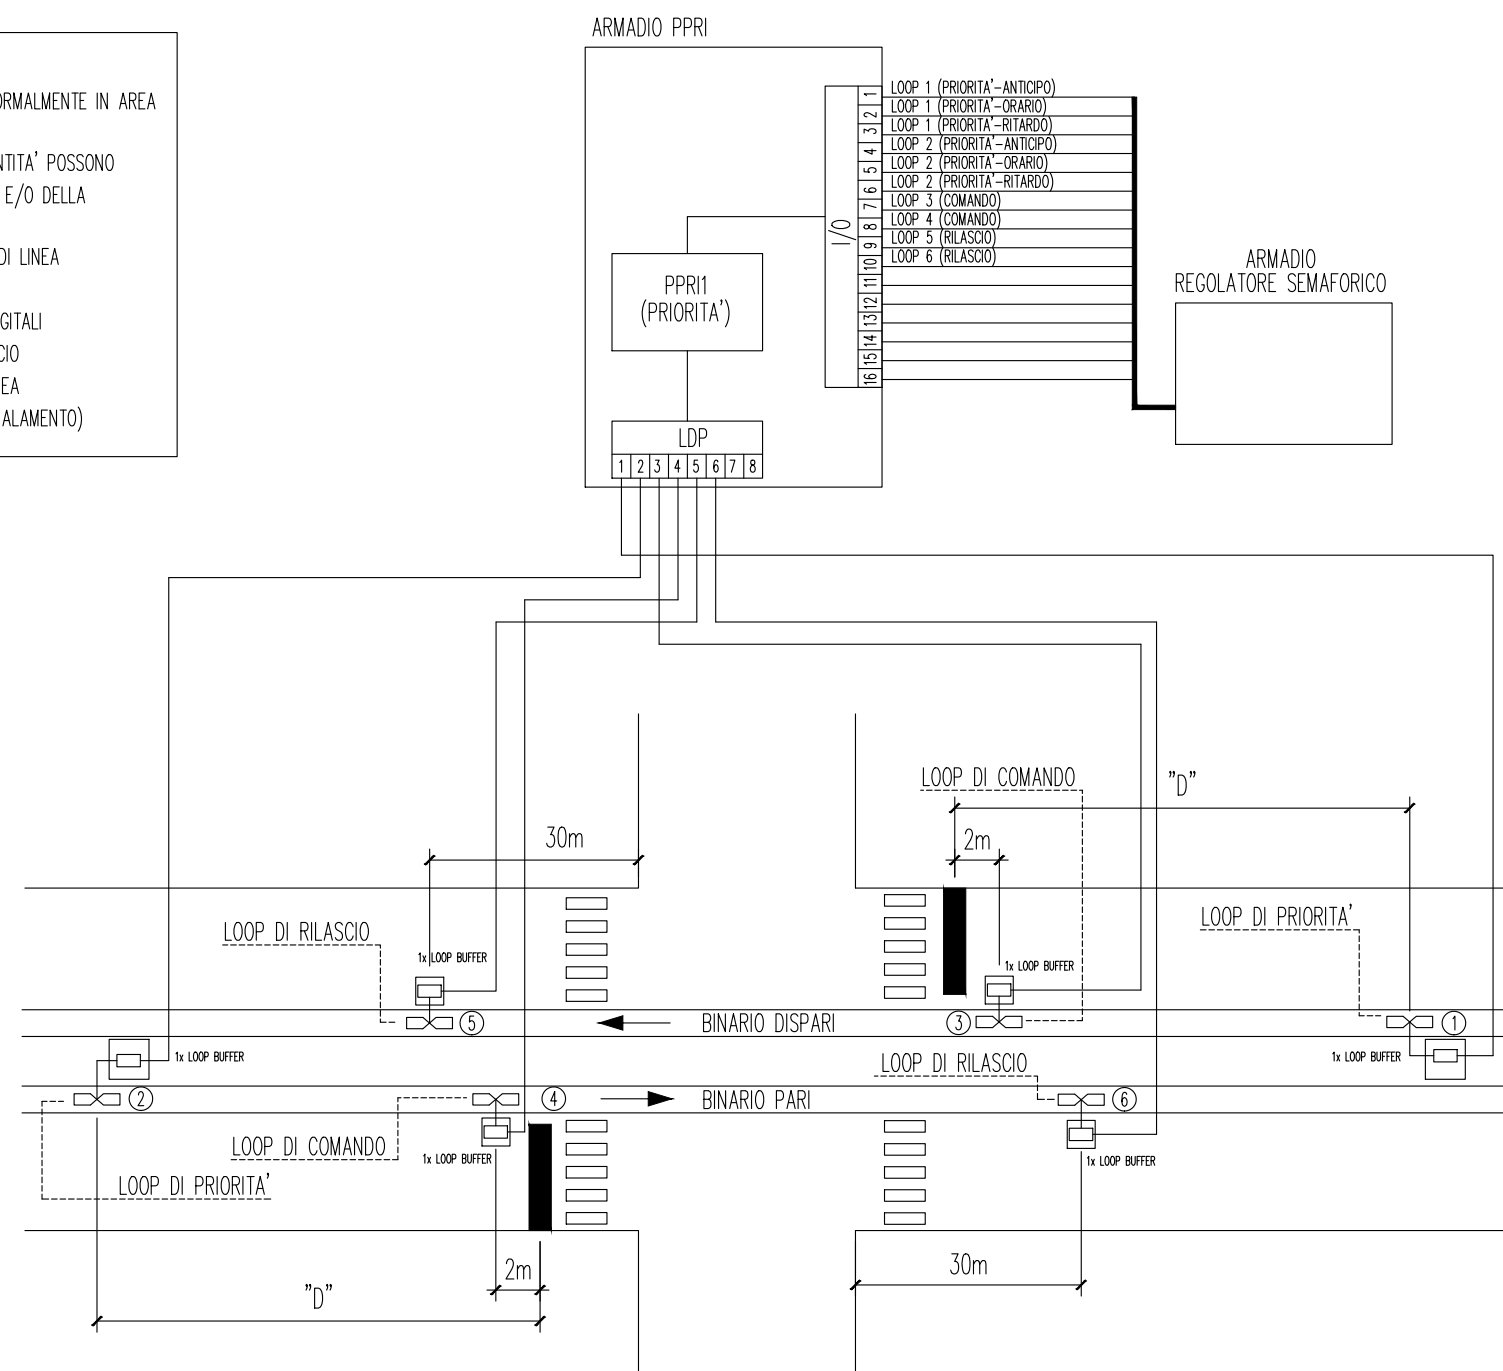 ORMALMENTE IN AREA
NTITA' POSSONO
E/O DELLA
DI LINEA
GITALI
CIO
EA
ALAMENTO)
ARMADIO PPRI
LOOP 1 (PRIORITA'-ANTICIPO)
LOOP 1 (PRIORITA'-ORARIO)
LOOP 1 (PRIORITA'-RITARDO)
LOOP 2 (PRIORITA'-ANTICIPO)
LOOP 2 (PRIORITA'-ORARIO)
LOOP 2 (PRIORITA'-RITARDO)
LOOP 3 (COMANDO)
LOOP 4 (COMANDO)
LOOP 5 (RILASCIO)
LOOP 6 (RILASCIO)
1
2
3
4
5
6
7
8
9
10
11
12
13
14
15
16
I/O
PPRI1
(PRIORITA')
ARMADIO
REGOLATORE SEMAFORICO
LDP
1 2 3 4 5 6 7 8
LOOP DI COMANDO
"D"
30m
2m
LOOP DI RILASCIO
LOOP DI PRIORITA'
1x LOOP BUFFER
1x LOOP BUFFER
5
BINARIO DISPARI
3
1
1x LOOP BUFFER
1x LOOP BUFFER
LOOP DI RILASCIO
2
4
BINARIO PARI
6
LOOP DI COMANDO
1x LOOP BUFFER
1x LOOP BUFFER
LOOP DI PRIORITA'
2m
30m
"D"